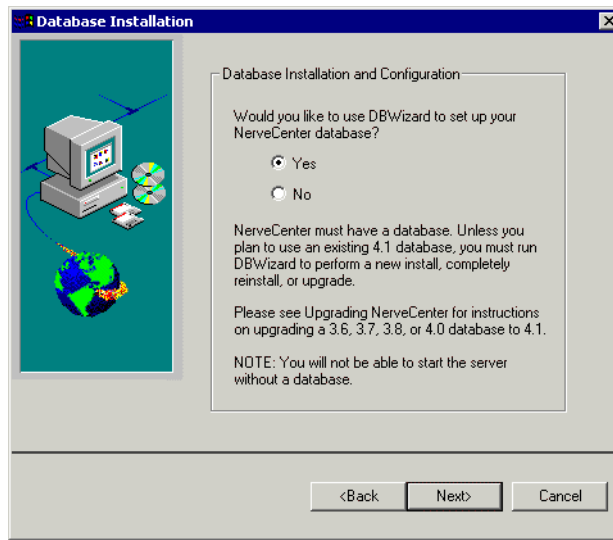 Database Installation
Database Installation and Configuration
Would you like to use DBWizard to set up your
NerveCenter database?
Yes
No
NerveCenter must have a database. Unless you
plan to use an existing 4.1 database, you must run
DBWizard to perform a new install, completely
reinstall, or upgrade.
Please see Upgrading NerveCenter for instructions
on upgrading a 3.6, 3.7, 3.8, or 4.0 database to 4.1.
NOTE: You will not be able to start the server
without a database.
<Back
Next>
Cancel